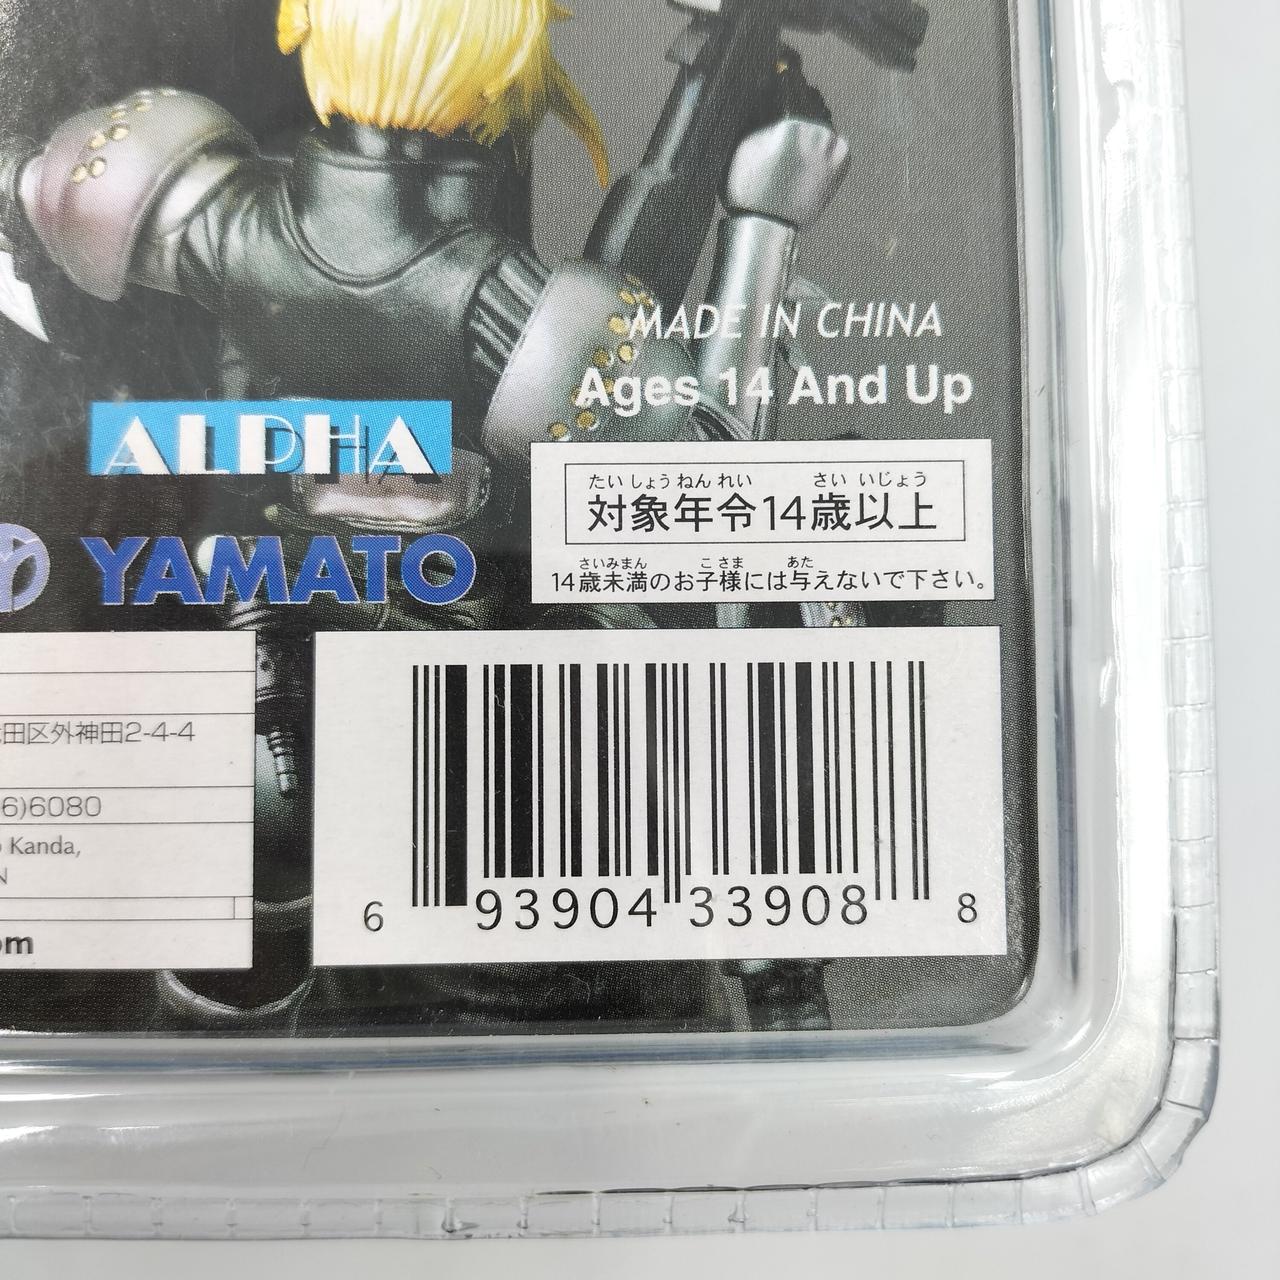 MADE IN CHINA
Ages 14 And Up
ALPHA
YAMATO
たいしょうねんれい さいいじょう
対象年令14歳以上
さいみまん こさま あた
14歳未満のお子様には与えないで下さい。
田区外神田2-4-4
6)6080
Kanda,
N
om
6 93904 33908 8